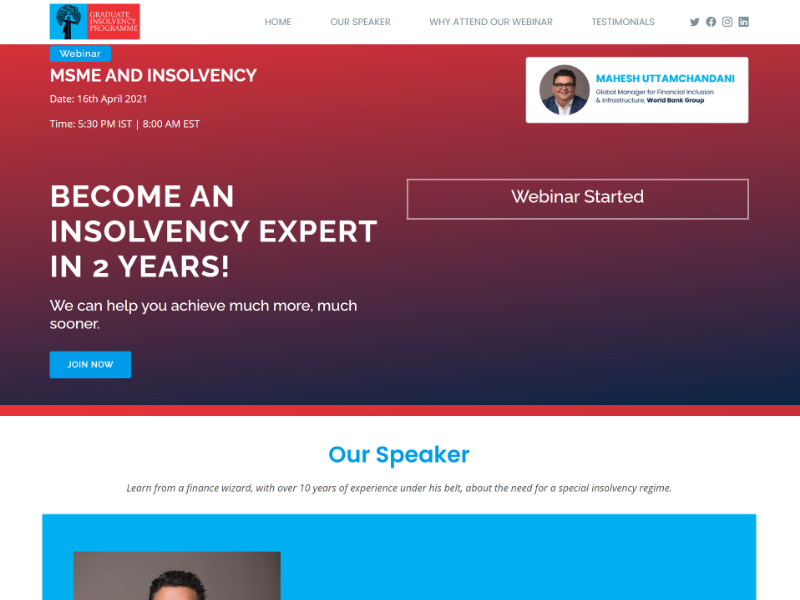 GRADUATE
INSOLVENCY
PROGRAMME
HOME
OUR SPEAKER
WHY ATTEND OUR WEBINAR
TESTIMONIALS
Webinar
MSME AND INSOLVENCY
Date: 16th April 2021
Time: 5:30 PM IST | 8:00 AM EST
MAHESH UTTAMCHANDANI
Global Manager for Financial Inclusion
& Infrastructure, World Bank Group
BECOME AN
INSOLVENCY EXPERT
IN 2 YEARS!
We can help you achieve much more, much
sooner.
JOIN NOW
Webinar Started
Our Speaker
Learn from a finance wizard, with over 10 years of experience under his belt, about the need for a special insolvency regime.